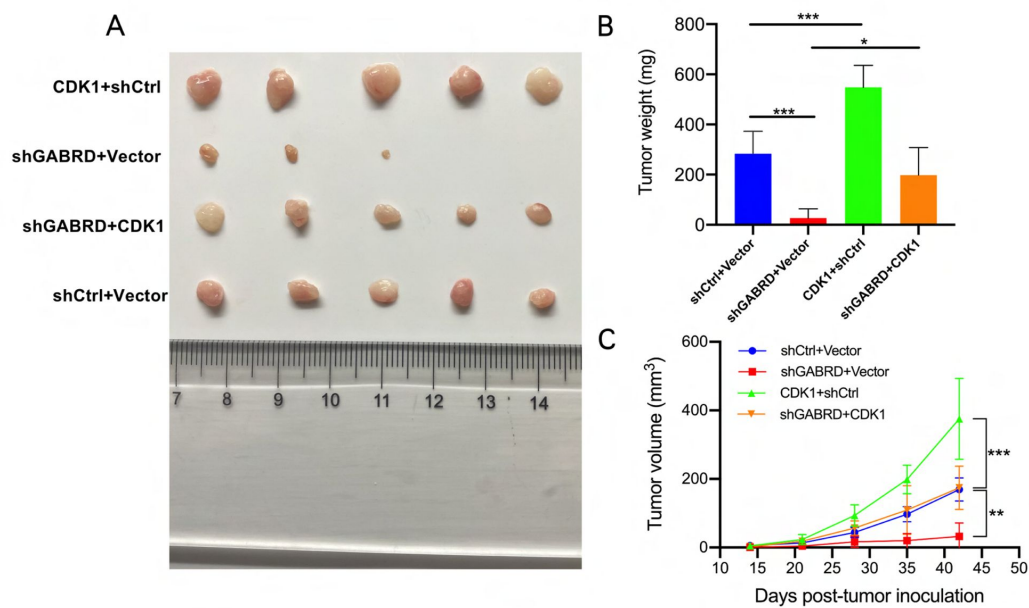 A
CDK1+shCtrl
shGABRD+Vector
shGABRD+CDK1
shCtrl+Vector
7 8 9 10 11 12 13 14
B
Tumor weight (mg)
800
600
400
200
0
***
*
***
shCtrl+Vector
shGABRD+Vector
CDK1+shCtrl
shGABRD+CDK1
C
Tumor volume (mm³)
600
400
200
0
shCtrl+Vector
shGABRD+Vector
CDK1+shCtrl
shGABRD+CDK1
***
**
10 15 20 25 30 35 40 45 50
Days post-tumor inoculation